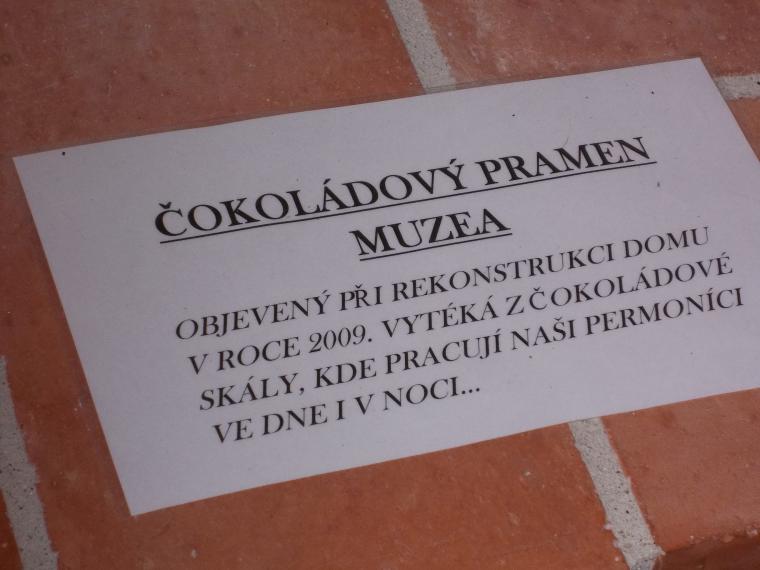 ČOKOLÁDOVÝ PRAMEN
MUZEA
OBJEVENÝ PŘI REKONSTRUKCI DOMU
V ROCE 2009. VYTÉKÁ Z ČOKOLÁDOVÉ
SKÁLY, KDE PRACUJÍ NAŠI PERMONÍCI
VE DNE I V NOCI...